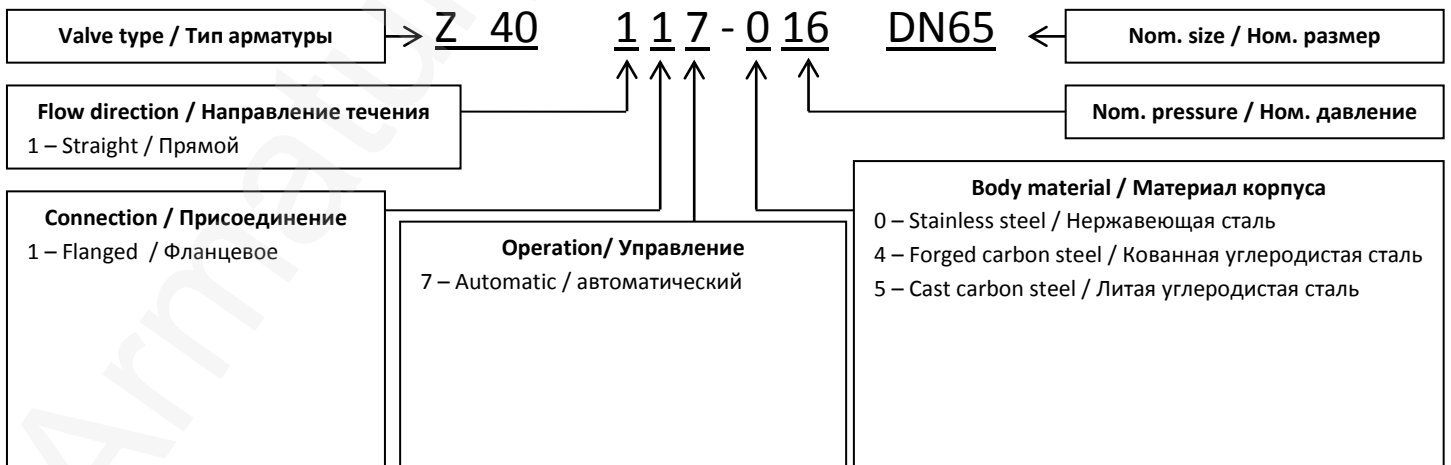 Valve type / Тип арматуры
Z 40 1 1 7 - 0 16 DN65
Nom. size / Ном. размер
Flow direction / Направление течения
1 – Straight / Прямой
Nom. pressure / Ном. давление
Connection / Присоединение
1 – Flanged / Фланцевое
Operation/ Управление
7 – Automatic / автоматический
Body material / Материал корпуса
0 – Stainless steel / Нержавеющая сталь
4 – Forged carbon steel / Кованная углеродистая сталь
5 – Cast carbon steel / Литая углеродистая сталь
Armatu